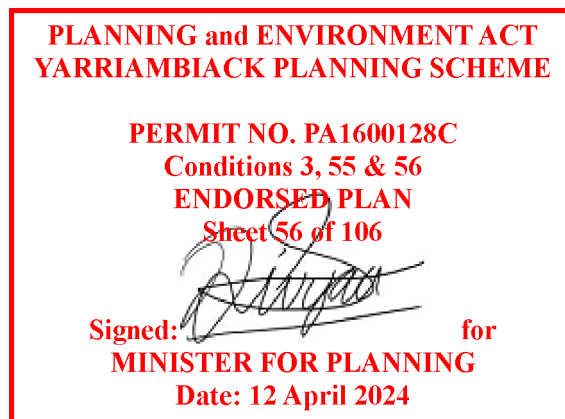 PLANNING and ENVIRONMENT ACT
YARRIAMBIACK PLANNING SCHEME
PERMIT NO. PA1600128C
Conditions 3, 55 & 56
ENDORSED PLAN
Sheet 56 of 106
Signed: for
MINISTER FOR PLANNING
Date: 12 April 2024